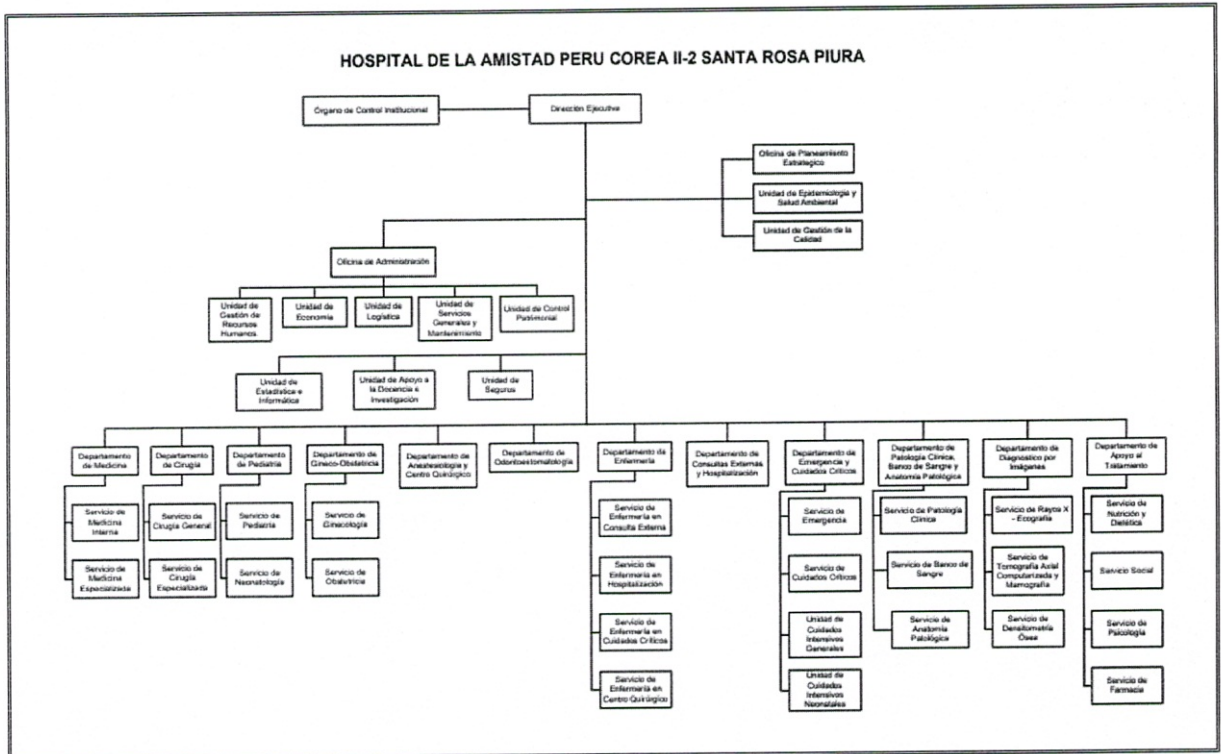 HOSPITAL DE LA AMISTAD PERU COREA II-2 SANTA ROSA PIURA
Órgano de Control Institucional
Dirección Ejecutiva
Oficina de Planeamiento
Estrategico
Unidad de Epidemiologia y
Salud Ambiental
Unidad de Gestión de la
Calidad
Oficina de Administración
Unidad de
Gestión de
Recursos
Humanos
Unidad de
Economía
Unidad de
Logística
Unidad de
Servicios
Generales y
Mantenimiento
Unidad de Control
Patrimonial
Unidad de
Estadística e
Informática
Unidad de Apoyo a
la Docencia e
Investigación
Unidad de
Seguros
Departamento
de Medicina
Departamento
de Cirugía
Departamento
de Pediatría
Departamento de
Gineco-Obstetricia
Departamento
de
Anestesiología y
Centro Quirúrgico
Departamento de
Odontoestomatología
Departamento de
Enfermería
Departamento de
Consultas Externas
y Hospitalización
Departamento de
Emergencia y
Cuidados Críticos
Departamento de
Patología Clínica,
Banco de Sangre y
Anatomía Patológica
Departamento de
Diagnóstico por
Imágenes
Departamento de
Apoyo al
Tratamiento
Servicio de
Medicina
Interna
Servicio de
Medicina
Especializada
Servicio de
Cirugía General
Servicio de
Cirugía
Especializada
Servicio de
Pediatría
Servicio de
Neonatología
Servicio de
Ginecología
Servicio de
Obstetricia
Servicio de
Enfermería en
Consulta Externa
Servicio de
Enfermería en
Hospitalización
Servicio de
Enfermería en
Cuidados Críticos
Servicio de
Enfermería en
Centro Quirúrgico
Servicio de
Emergencia
Servicio de
Cuidados Críticos
Unidad de
Cuidados
Intensivos
Generales
Unidad de
Cuidados
Intensivos
Neonatales
Servicio de Patología
Clínica
Servicio de Banco de
Sangre
Servicio de
Anatomía
Patológica
Servicio de Rayos X
- Ecografía
Servicio de
Tomografía Axial
Computarizada y
Mamografía
Servicio de
Densitometría
Ósea
Servicio de
Nutrición y
Dietética
Servicio Social
Servicio de
Psicología
Servicio de
Farmacia